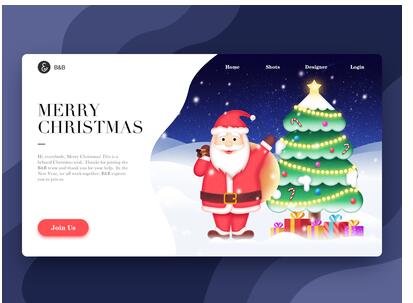 B&B
Home Shots Designer Login
MERRY
CHRISTMAS
Hi, everybody, Merry Christmas! This is a
belated Christmas wish. Thanks for joining the
B&B team and thank you for your help. In the
New Year, we all work together, B&B expects
you to join us.
Join Us